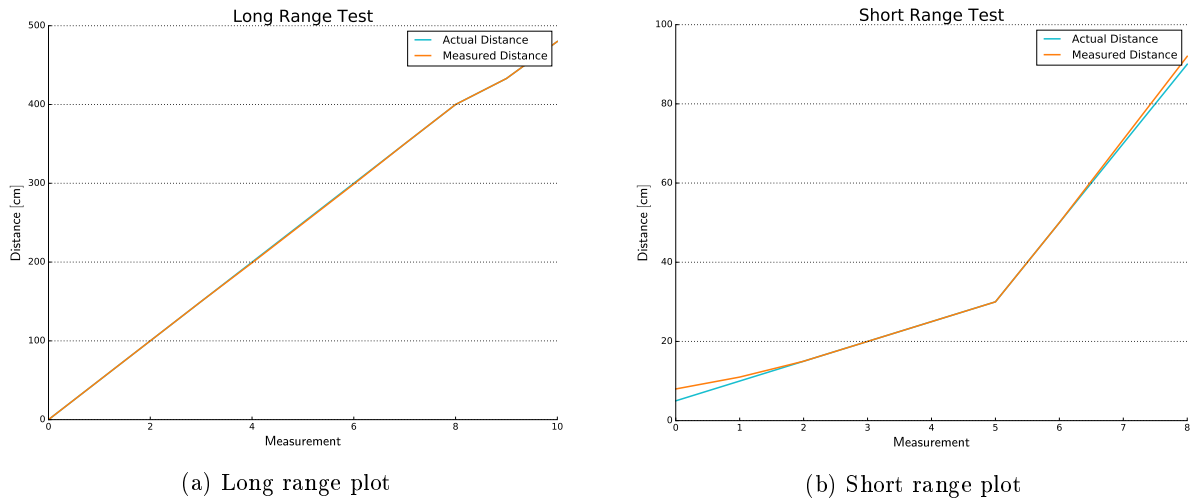 Long Range Test
500
400
300
200
100
0
Distance [cm]
Actual Distance
Measured Distance
0 2 4 6 8 10
Measurement
(a) Long range plot
Short Range Test
100
80
60
40
20
0
Distance [cm]
Actual Distance
Measured Distance
0 1 2 3 4 5 6 7 8
Measurement
(b) Short range plot